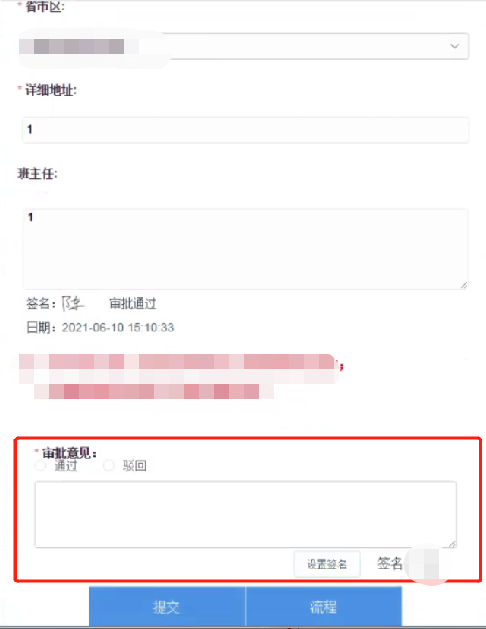 * 省市区:
* 详细地址:
1
班主任:
1
签名： 审批通过
日期：2021-06-10 15:10:33
;
* 审批意见：
通过 驳回
设置签名 签名
提交 流程